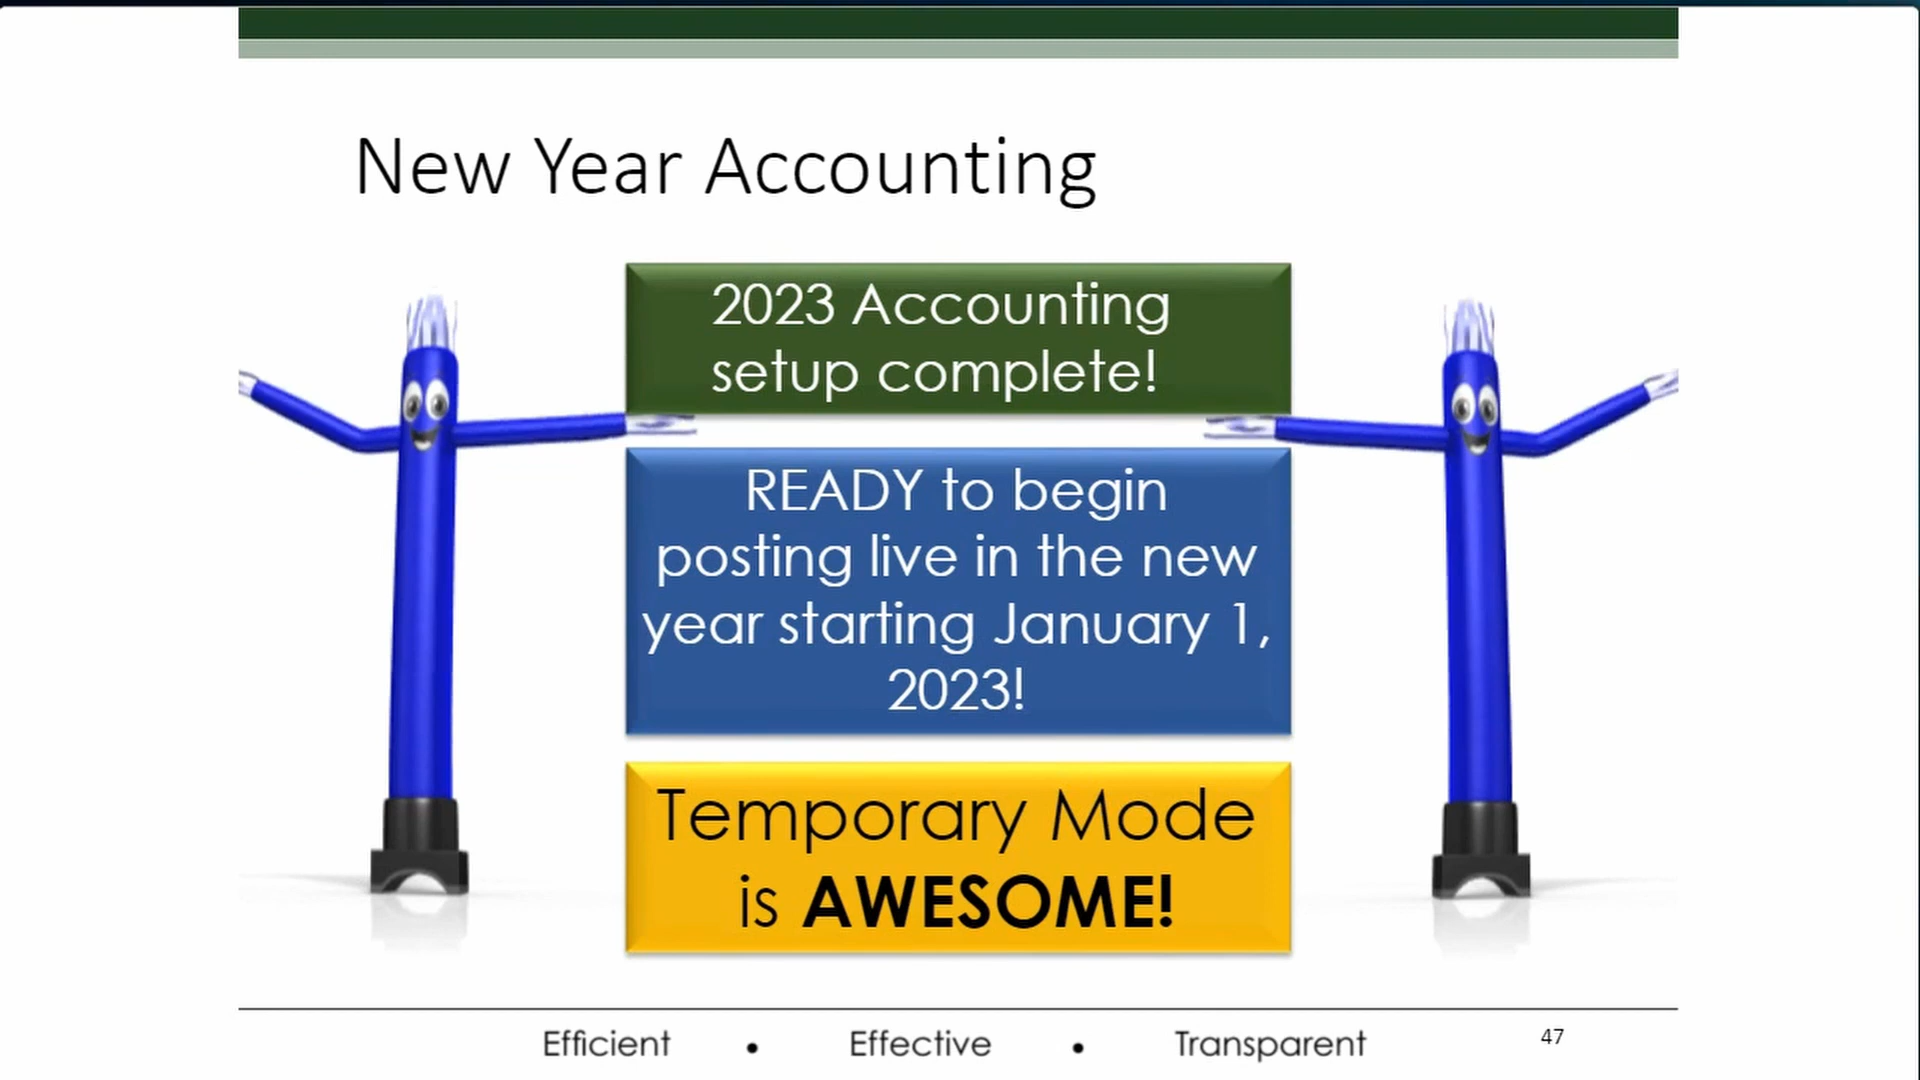 New Year Accounting
2023 Accounting
setup complete!
READY to begin
posting live in the new
year starting January 1,
2023!
Temporary Mode
is AWESOME!
Efficient • Effective • Transparent 47